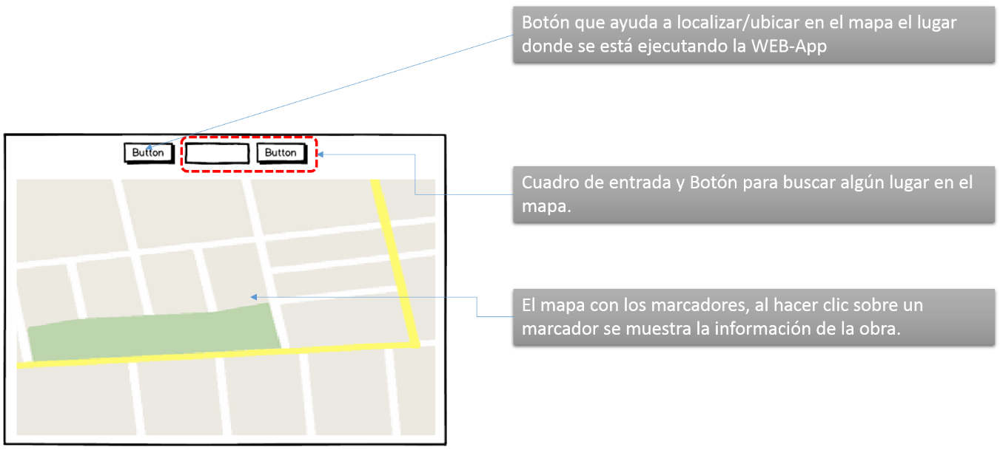 Botón que ayuda a localizar/ubicar en el mapa el lugar
donde se está ejecutando la WEB-App
Button
Button
Cuadro de entrada y Botón para buscar algún lugar en el
mapa.
El mapa con los marcadores, al hacer clic sobre un
marcador se muestra la información de la obra.